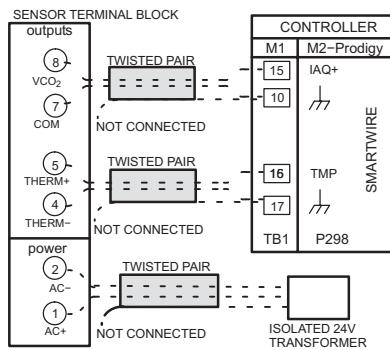 SENSOR TERMINAL BLOCK
outputs
8
VCO₂
7
COM
5
THERM+
4
THERM−
power
2
AC−
1
AC+
TWISTED PAIR
NOT CONNECTED
TWISTED PAIR
NOT CONNECTED
TWISTED PAIR
NOT CONNECTED
CONTROLLER
M1 M2−Prodigy
15 IAQ+
10
16 TMP
17
SMARTWIRE
TB1 P298
ISOLATED 24V
TRANSFORMER